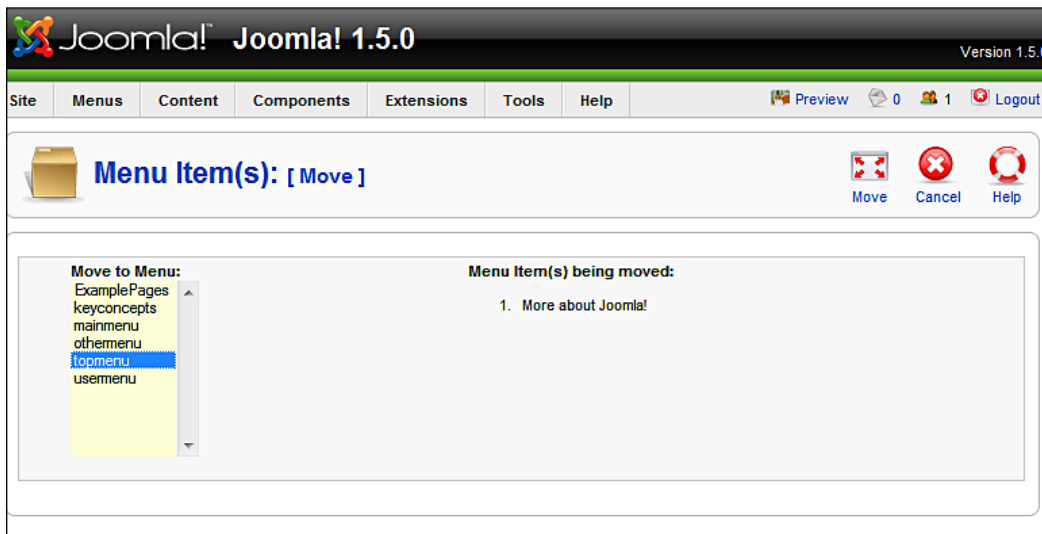 Joomla! Joomla! 1.5.0
Version 1.5.
Site Menus Content Components Extensions Tools Help Preview 0 1 Logout
Menu Item(s): [ Move ]
Move Cancel Help
Move to Menu:
ExamplePages
keyconcepts
mainmenu
othermenu
topmenu
usermenu
Menu Item(s) being moved:
1. More about Joomla!